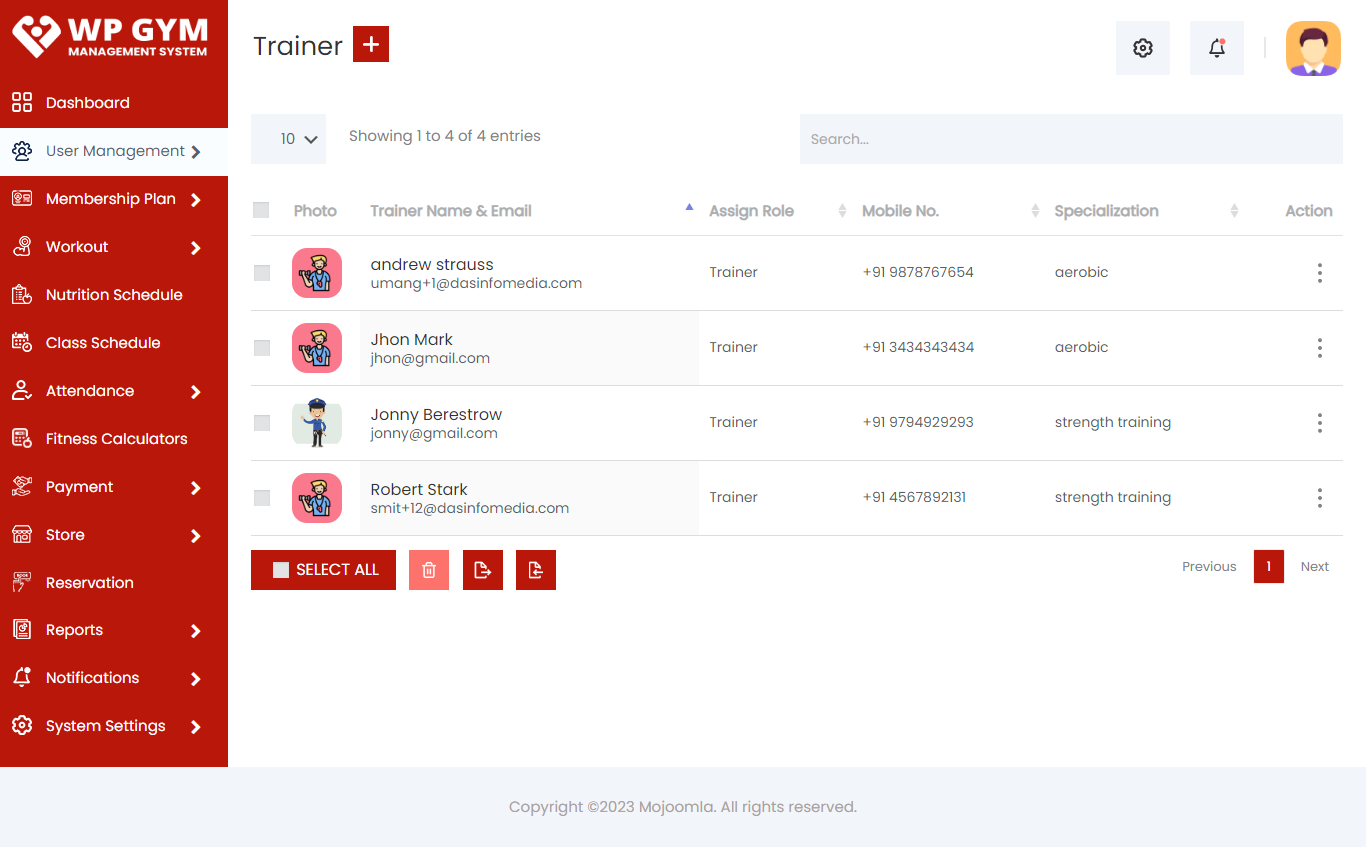 WP GYM
MANAGEMENT SYSTEM
Dashboard
User Management
Membership Plan
Workout
Nutrition Schedule
Class Schedule
Attendance
Fitness Calculators
Payment
Store
Reservation
Reports
Notifications
System Settings
Trainer +
10 Showing 1 to 4 of 4 entries Search...
Photo Trainer Name & Email Assign Role Mobile No. Specialization Action
andrew strauss
umang+1@dasinfomedia.com Trainer +91 9878767654 aerobic
Jhon Mark
jhon@gmail.com Trainer +91 3434343434 aerobic
Jonny Berestrow
jonny@gmail.com Trainer +91 9794929293 strength training
Robert Stark
smit+12@dasinfomedia.com Trainer +91 4567892131 strength training
SELECT ALL Previous 1 Next
Copyright ©2023 Mojoomla. All rights reserved.